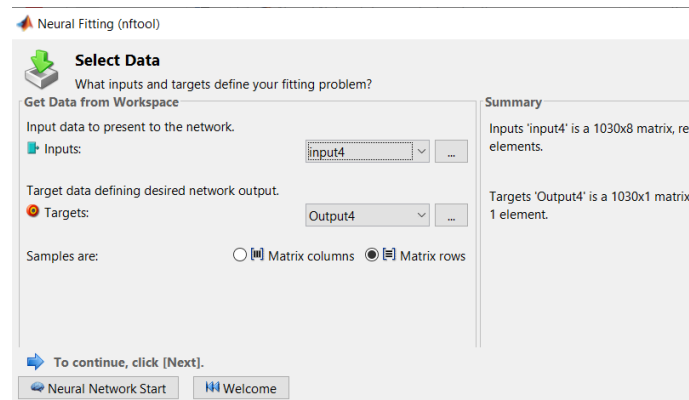 Neural Fitting (nftool)
Select Data
What inputs and targets define your fitting problem?
Get Data from Workspace
Input data to present to the network.
Inputs:
input4
...
Target data defining desired network output.
Targets:
Output4
...
Samples are:
Matrix columns
Matrix rows
Summary
Inputs 'input4' is a 1030x8 matrix, re
elements.
Targets 'Output4' is a 1030x1 matrix
1 element.
To continue, click [Next].
Neural Network Start
Welcome